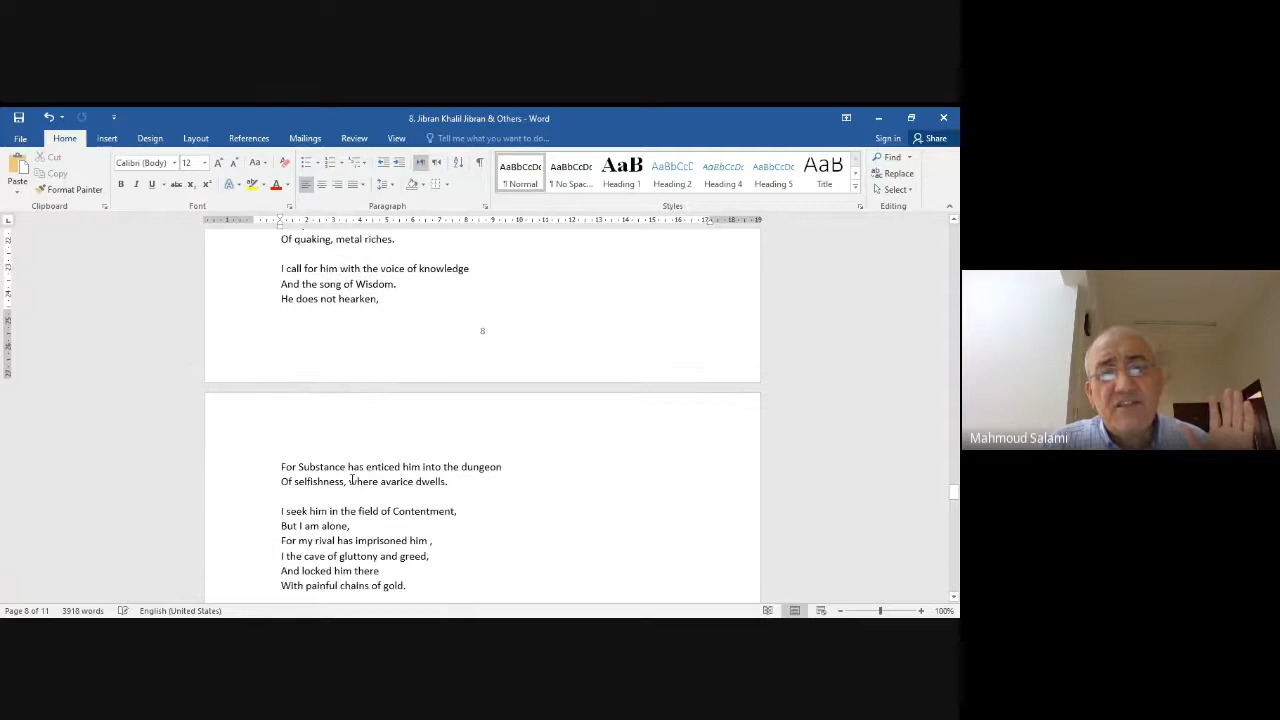 8. Jibran Khalil Jibran & Others - Word
File Home Insert Design Layout References Mailings Review View Tell me what you want to do... Sign in Share
Paste Cut
Copy
Format Painter
Clipboard
Calibri (Body) 12
Font
Paragraph
AaBbCcDc ¶ Normal
AaBbCcDc ¶ No Spac...
AaB Heading 1
AaBbCcD Heading 2
AaBbCcDc Heading 4
AaBbCcDc Heading 5
AaB Title
Styles
Find
Replace
Select
Editing
Of quaking, metal riches.
I call for him with the voice of knowledge
And the song of Wisdom.
He does not hearken,
8
For Substance has enticed him into the dungeon
Of selfishness, where avarice dwells.
I seek him in the field of Contentment,
But I am alone,
For my rival has imprisoned him ,
I the cave of gluttony and greed,
And locked him there
With painful chains of gold.
Page 8 of 11 3918 words English (United States) 100%
Mahmoud Salami